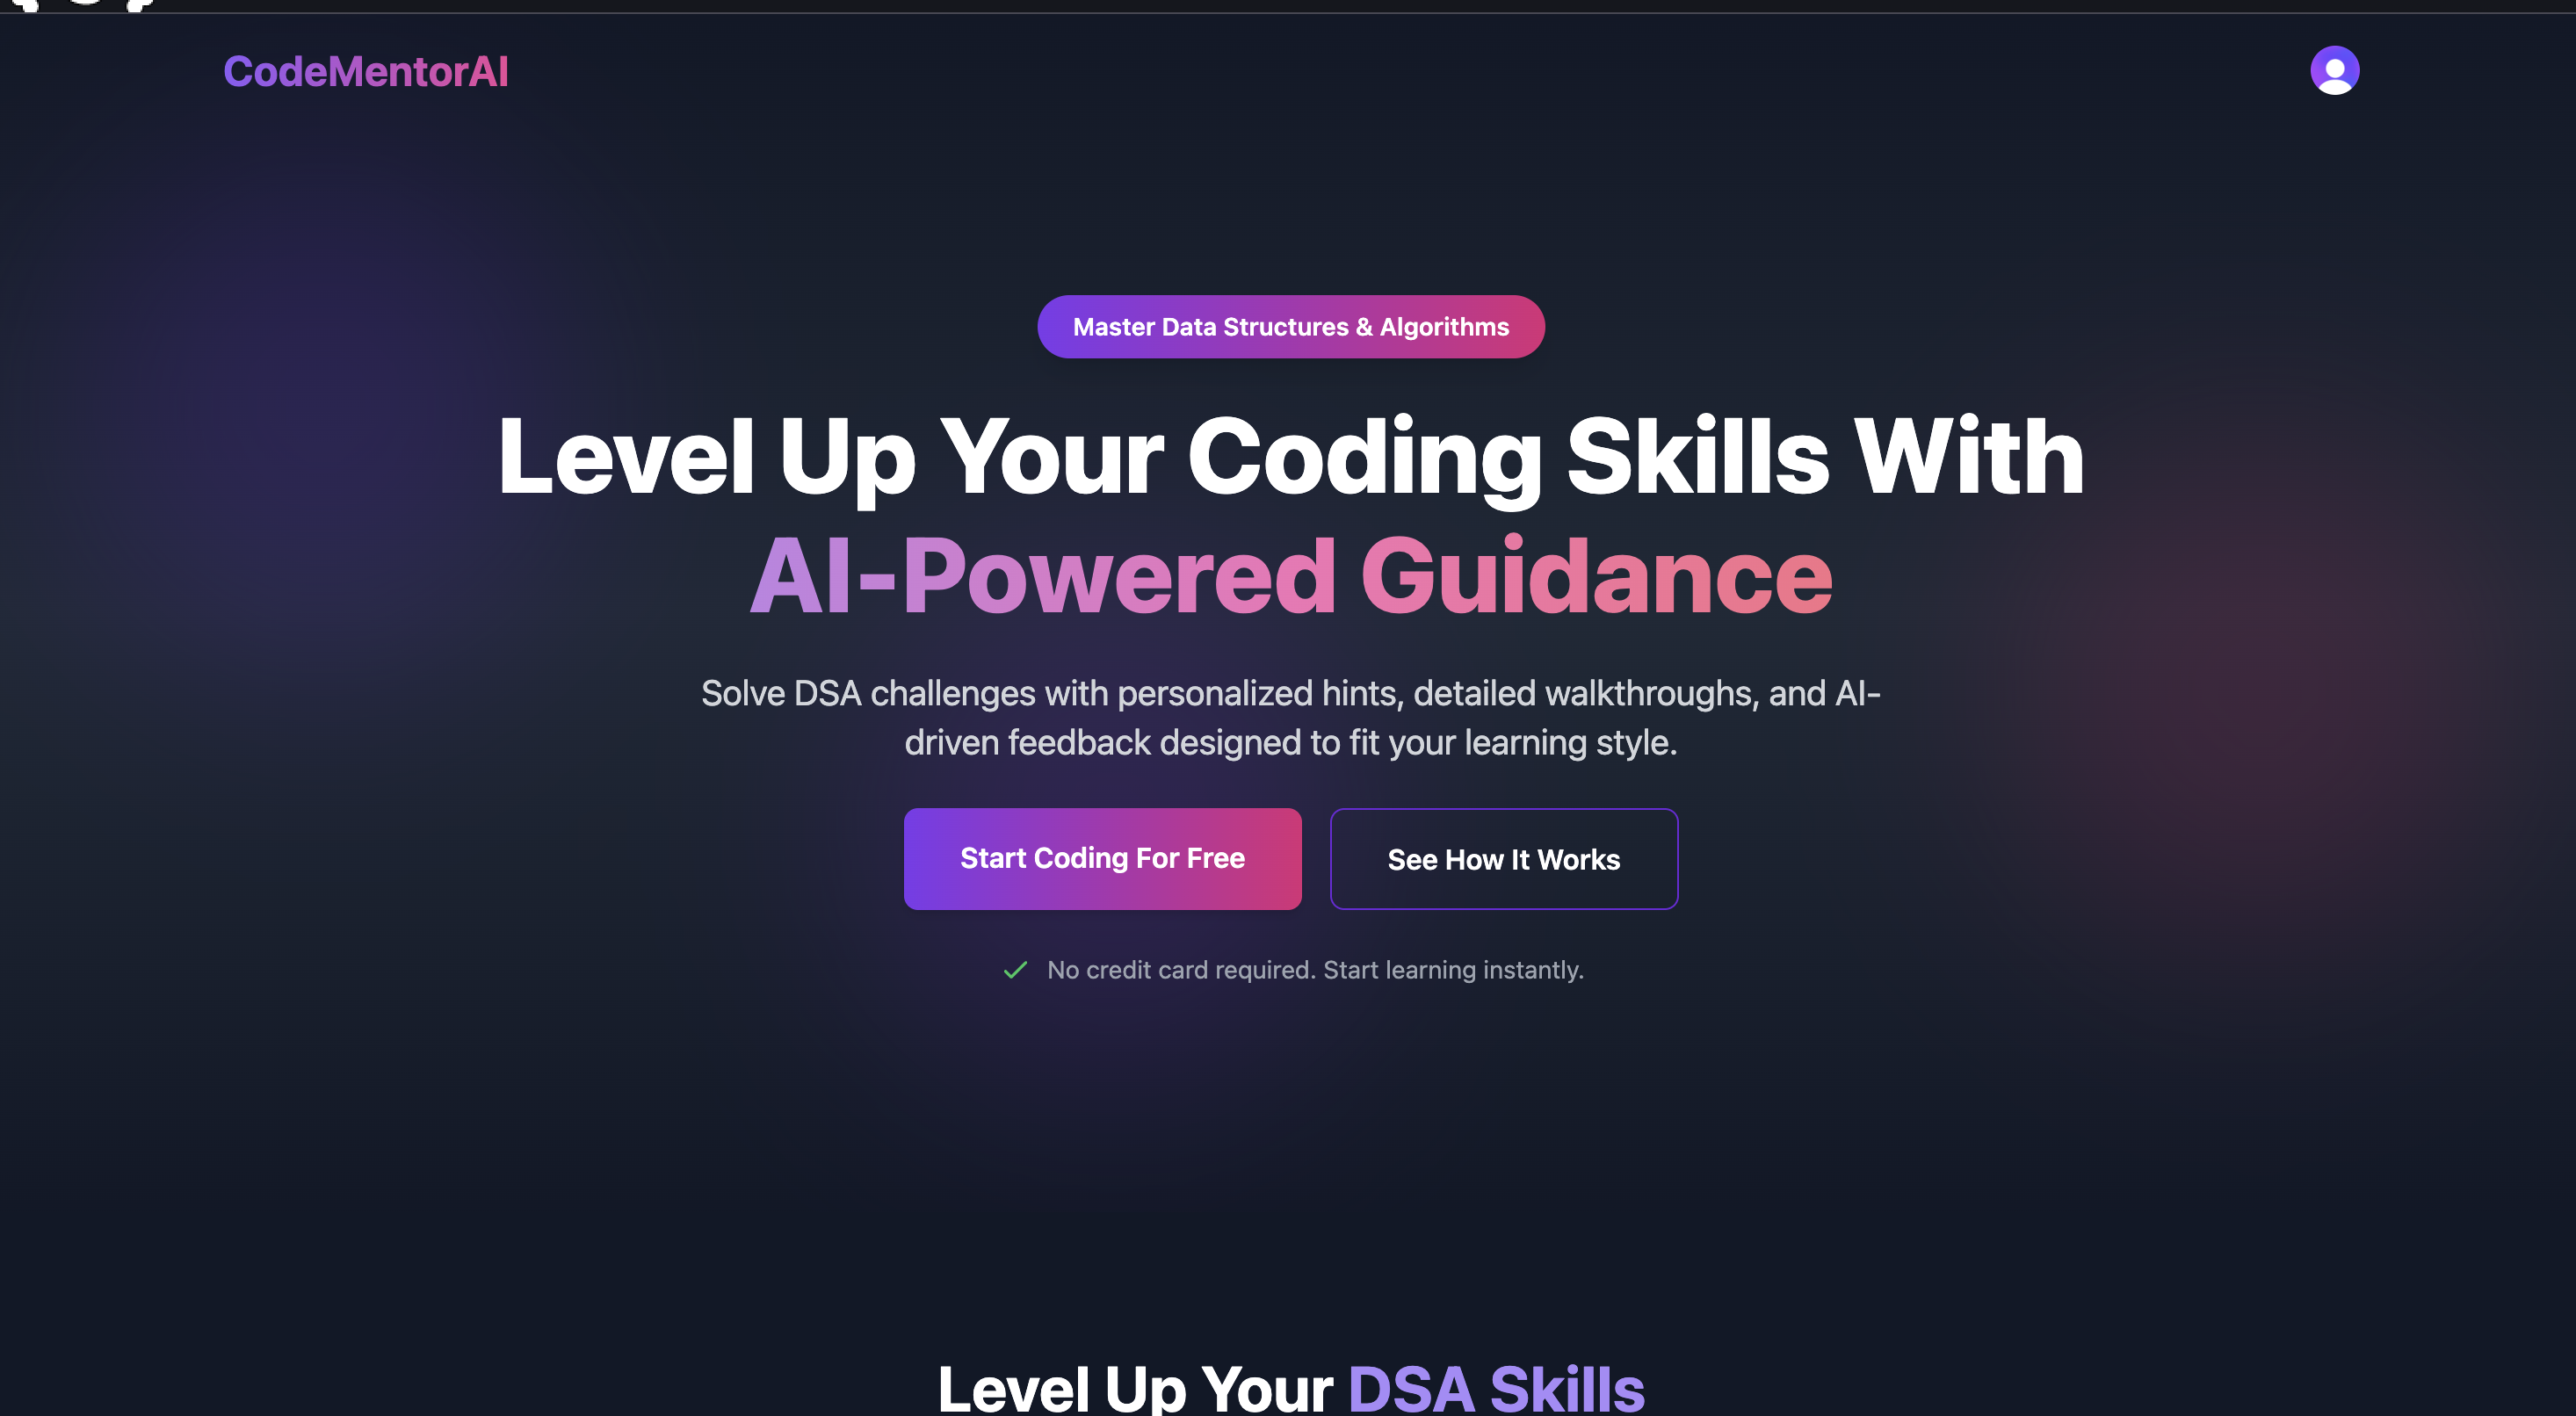 CodeMentorAI
Master Data Structures & Algorithms
Level Up Your Coding Skills With
AI-Powered Guidance
Solve DSA challenges with personalized hints, detailed walkthroughs, and AI-
driven feedback designed to fit your learning style.
Start Coding For Free
See How It Works
No credit card required. Start learning instantly.
Level Up Your DSA Skills